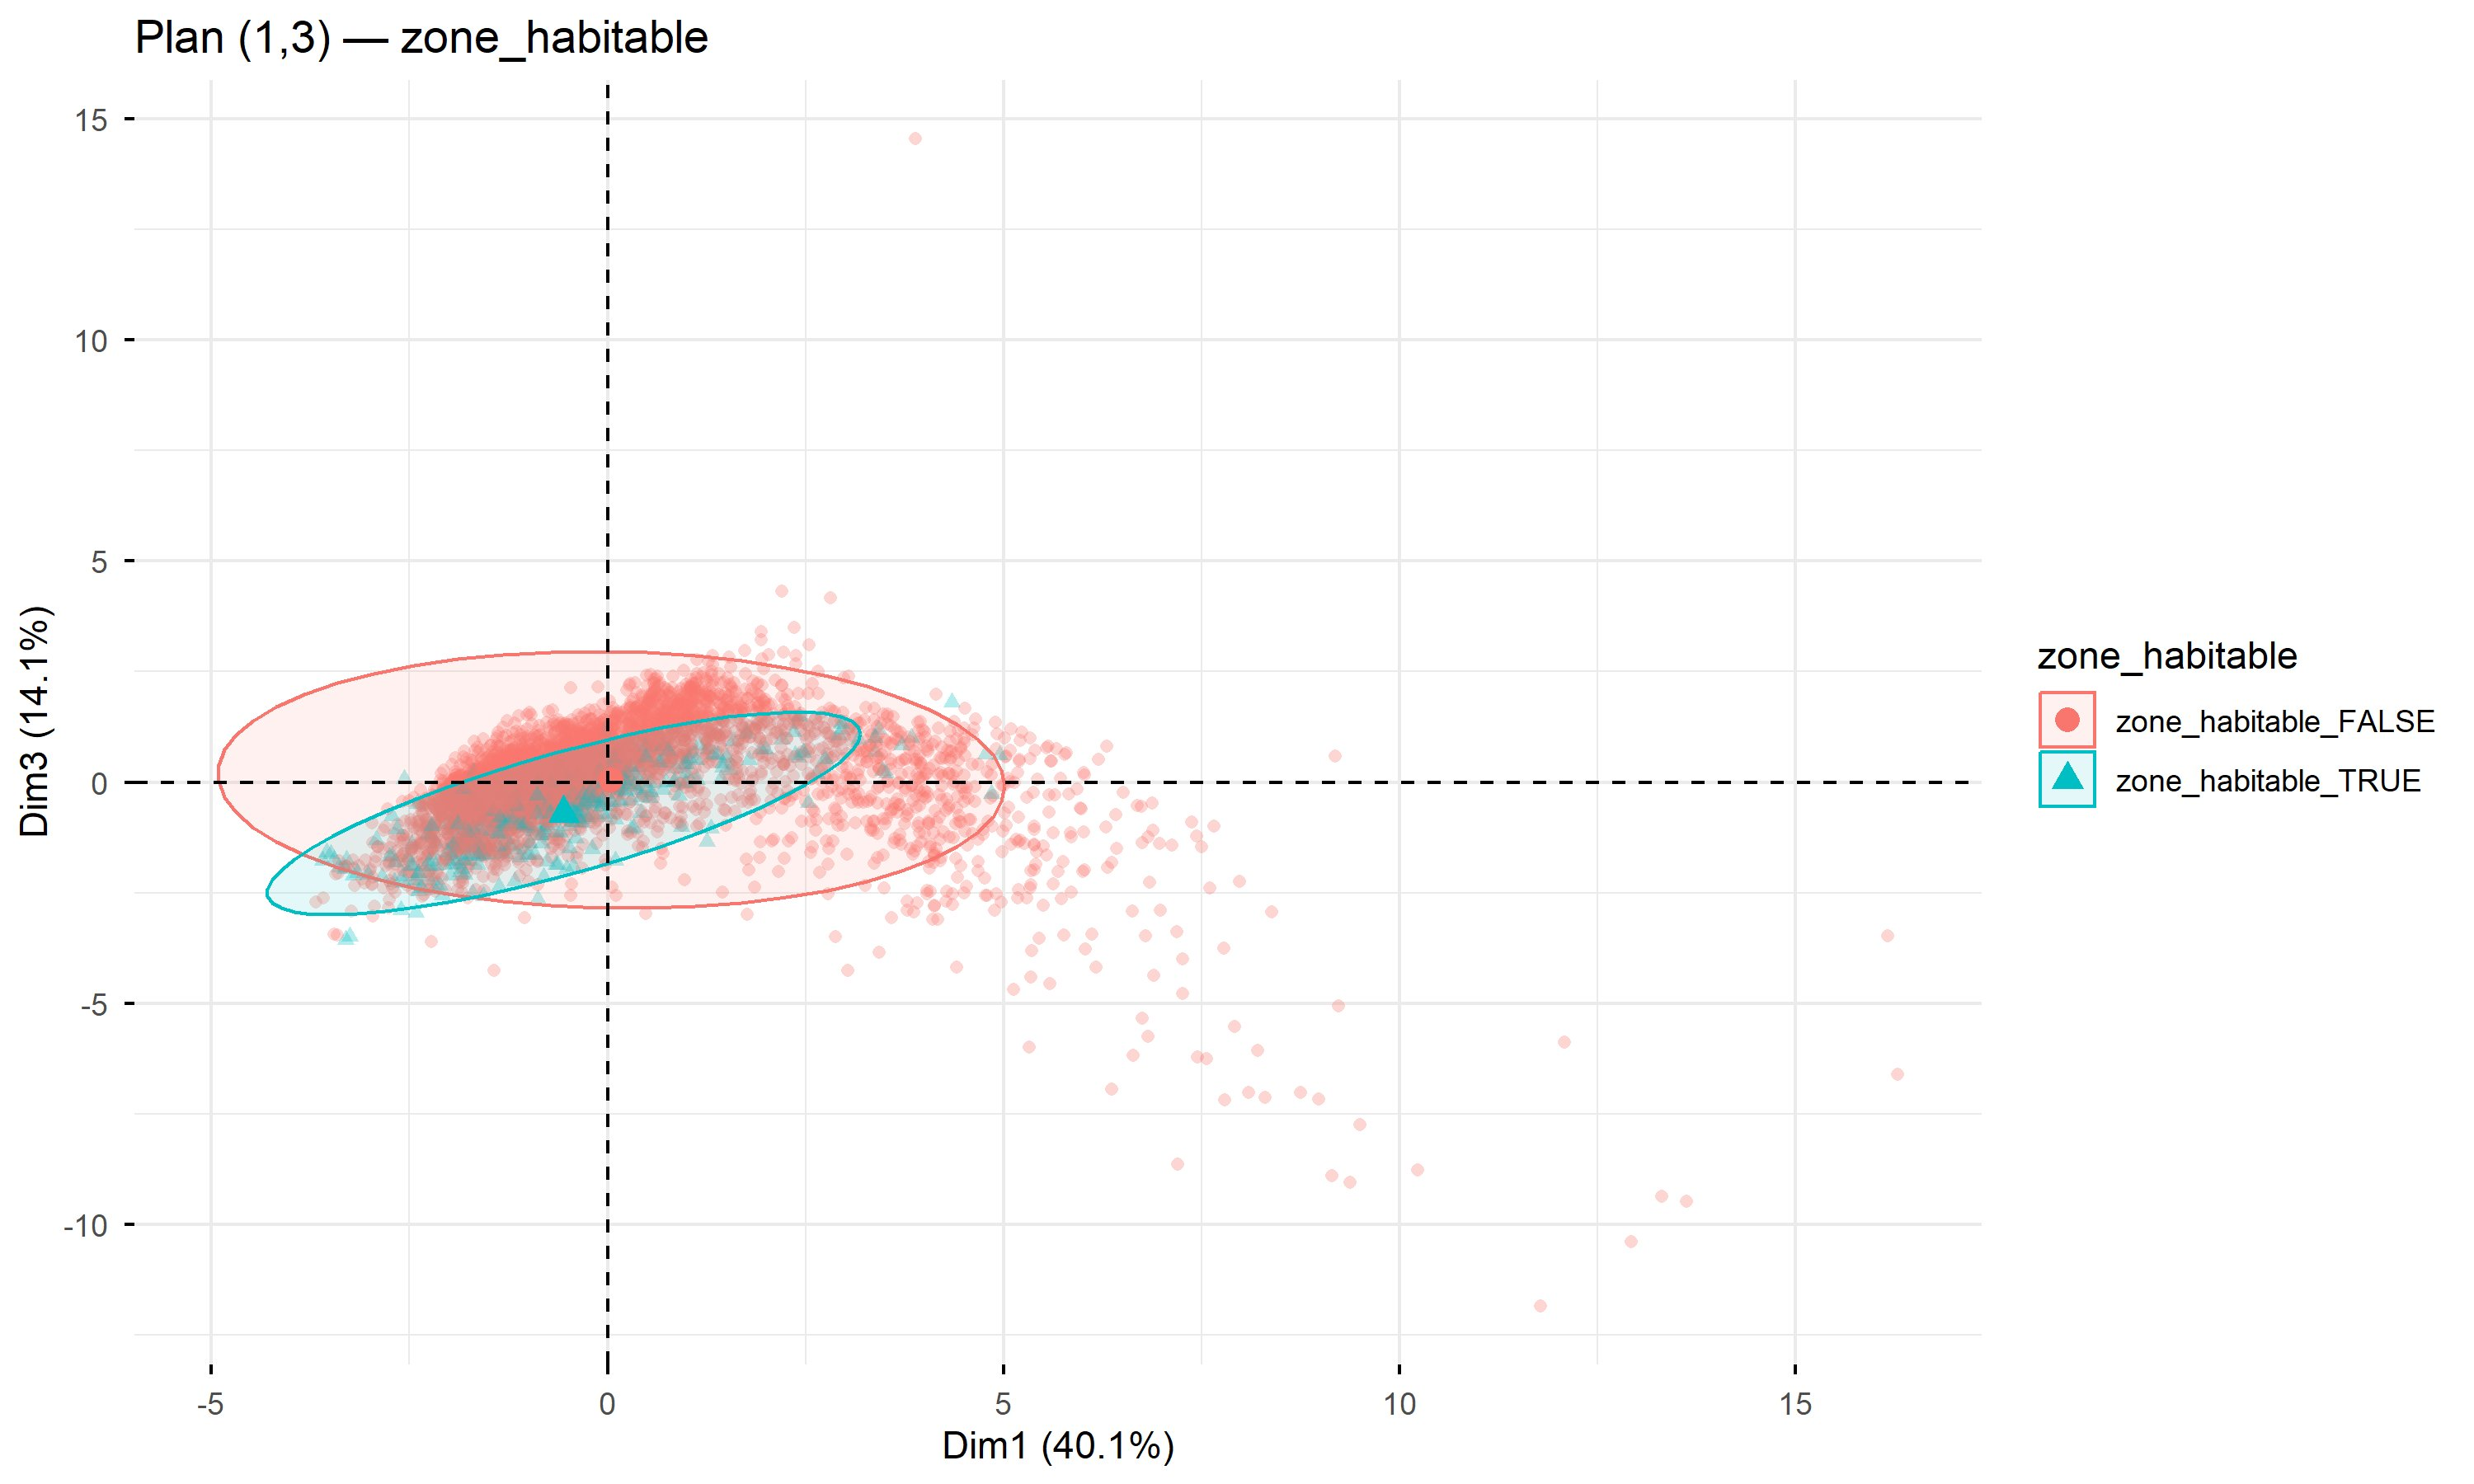 Plan (1,3) — zone_habitable
15
10
5
0
-5
-10
Dim3 (14.1%)
-5
0
5
10
15
Dim1 (40.1%)
zone_habitable
zone_habitable_FALSE
zone_habitable_TRUE